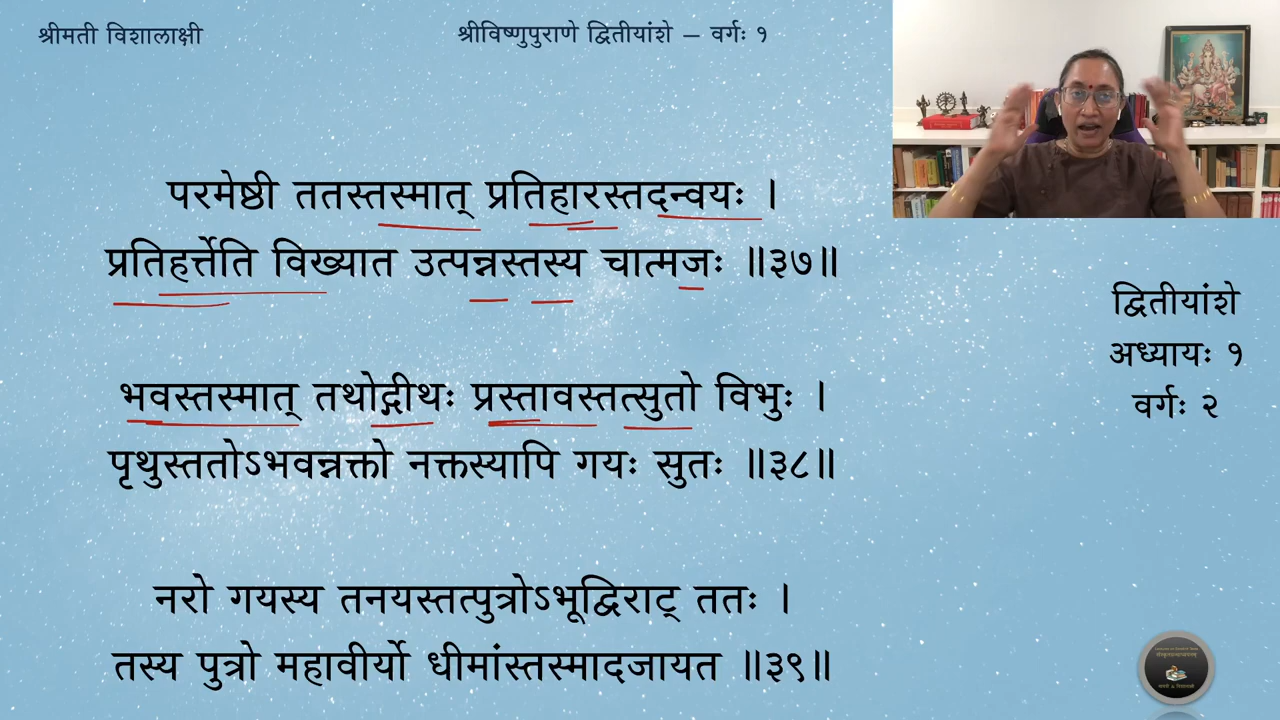 श्रीमती विशालाक्षी
श्रीविष्णुपुराणे द्वितीयांशे – वर्गः १
परमेष्ठी ततस्तस्मात् प्रतिहारस्तदन्वयः ।
प्रतिहर्त्तेति विख्यात उत्पन्नस्तस्य चात्मजः ॥३७॥
भवस्तस्मात् तथोद्गीथः प्रस्तावस्तत्सुतो विभुः ।
पृथुस्ततोऽभवन्नक्तो नक्तस्यापि गयः सुतः ॥३८॥
नरो गयस्य तनयस्तत्पुत्रोऽभूद्विराट् ततः ।
तस्य पुत्रो महावीर्यो धीमांस्तस्मादजायत ॥३९॥
द्वितीयांशे
अध्यायः १
वर्गः २